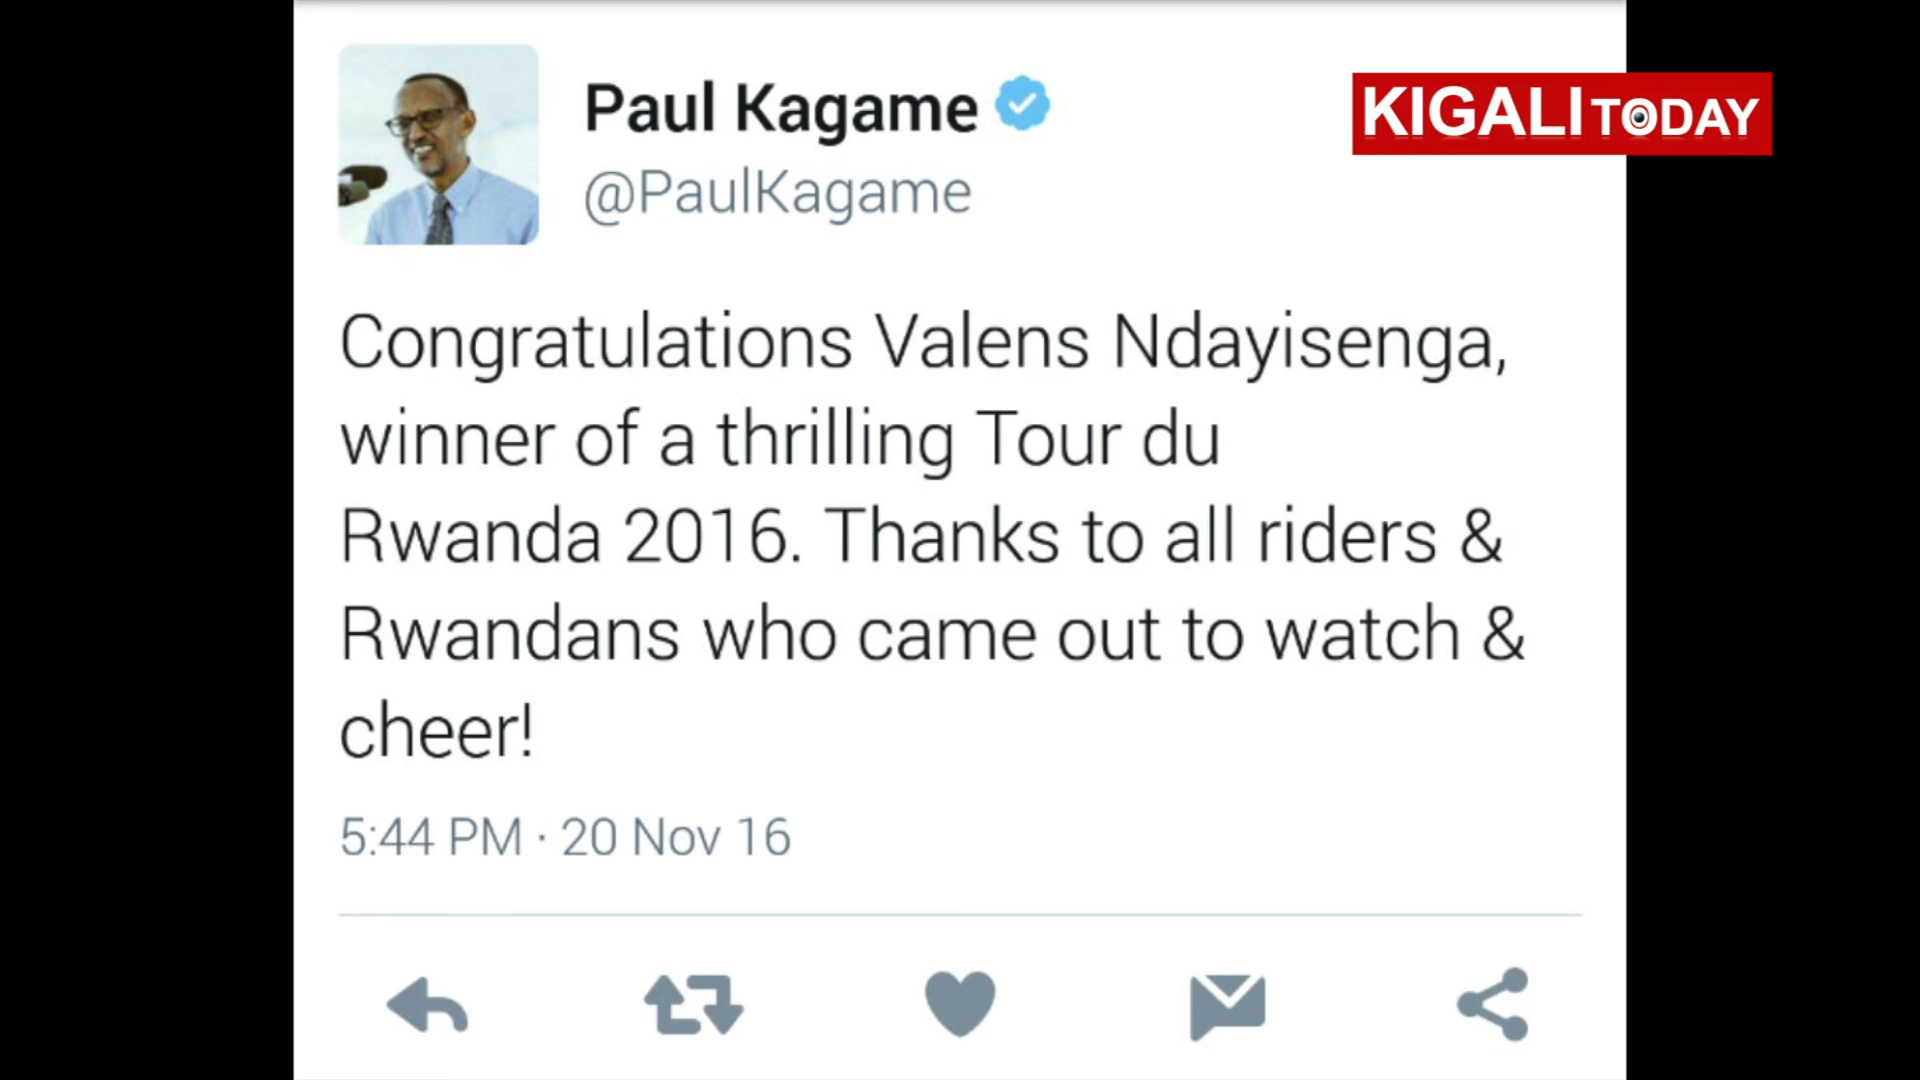 Paul Kagame
KIGALI TODAY
@PaulKagame
Congratulations Valens Ndayisenga,
winner of a thrilling Tour du
Rwanda 2016. Thanks to all riders &
Rwandans who came out to watch &
cheer!
5:44 PM · 20 Nov 16